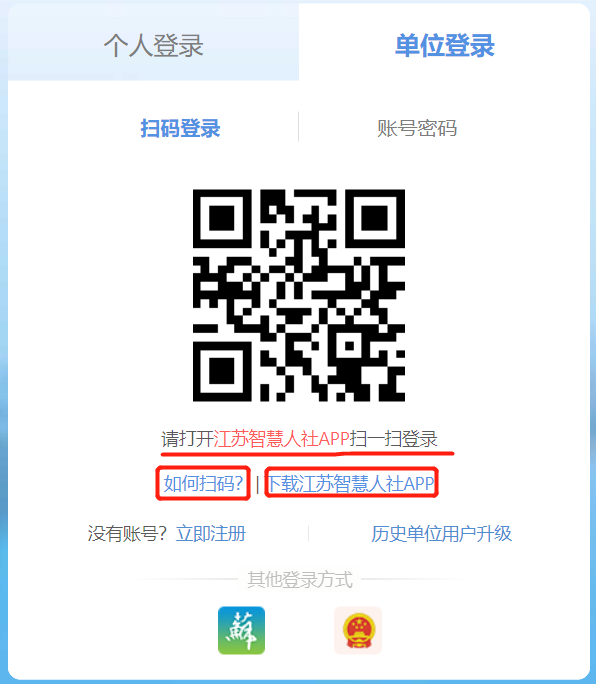 个人登录 单位登录
扫码登录 账号密码
请打开江苏智慧人社APP扫一扫登录
如何扫码? | 下载江苏智慧人社APP
没有账号? 立即注册 历史单位用户升级
其他登录方式
蘇